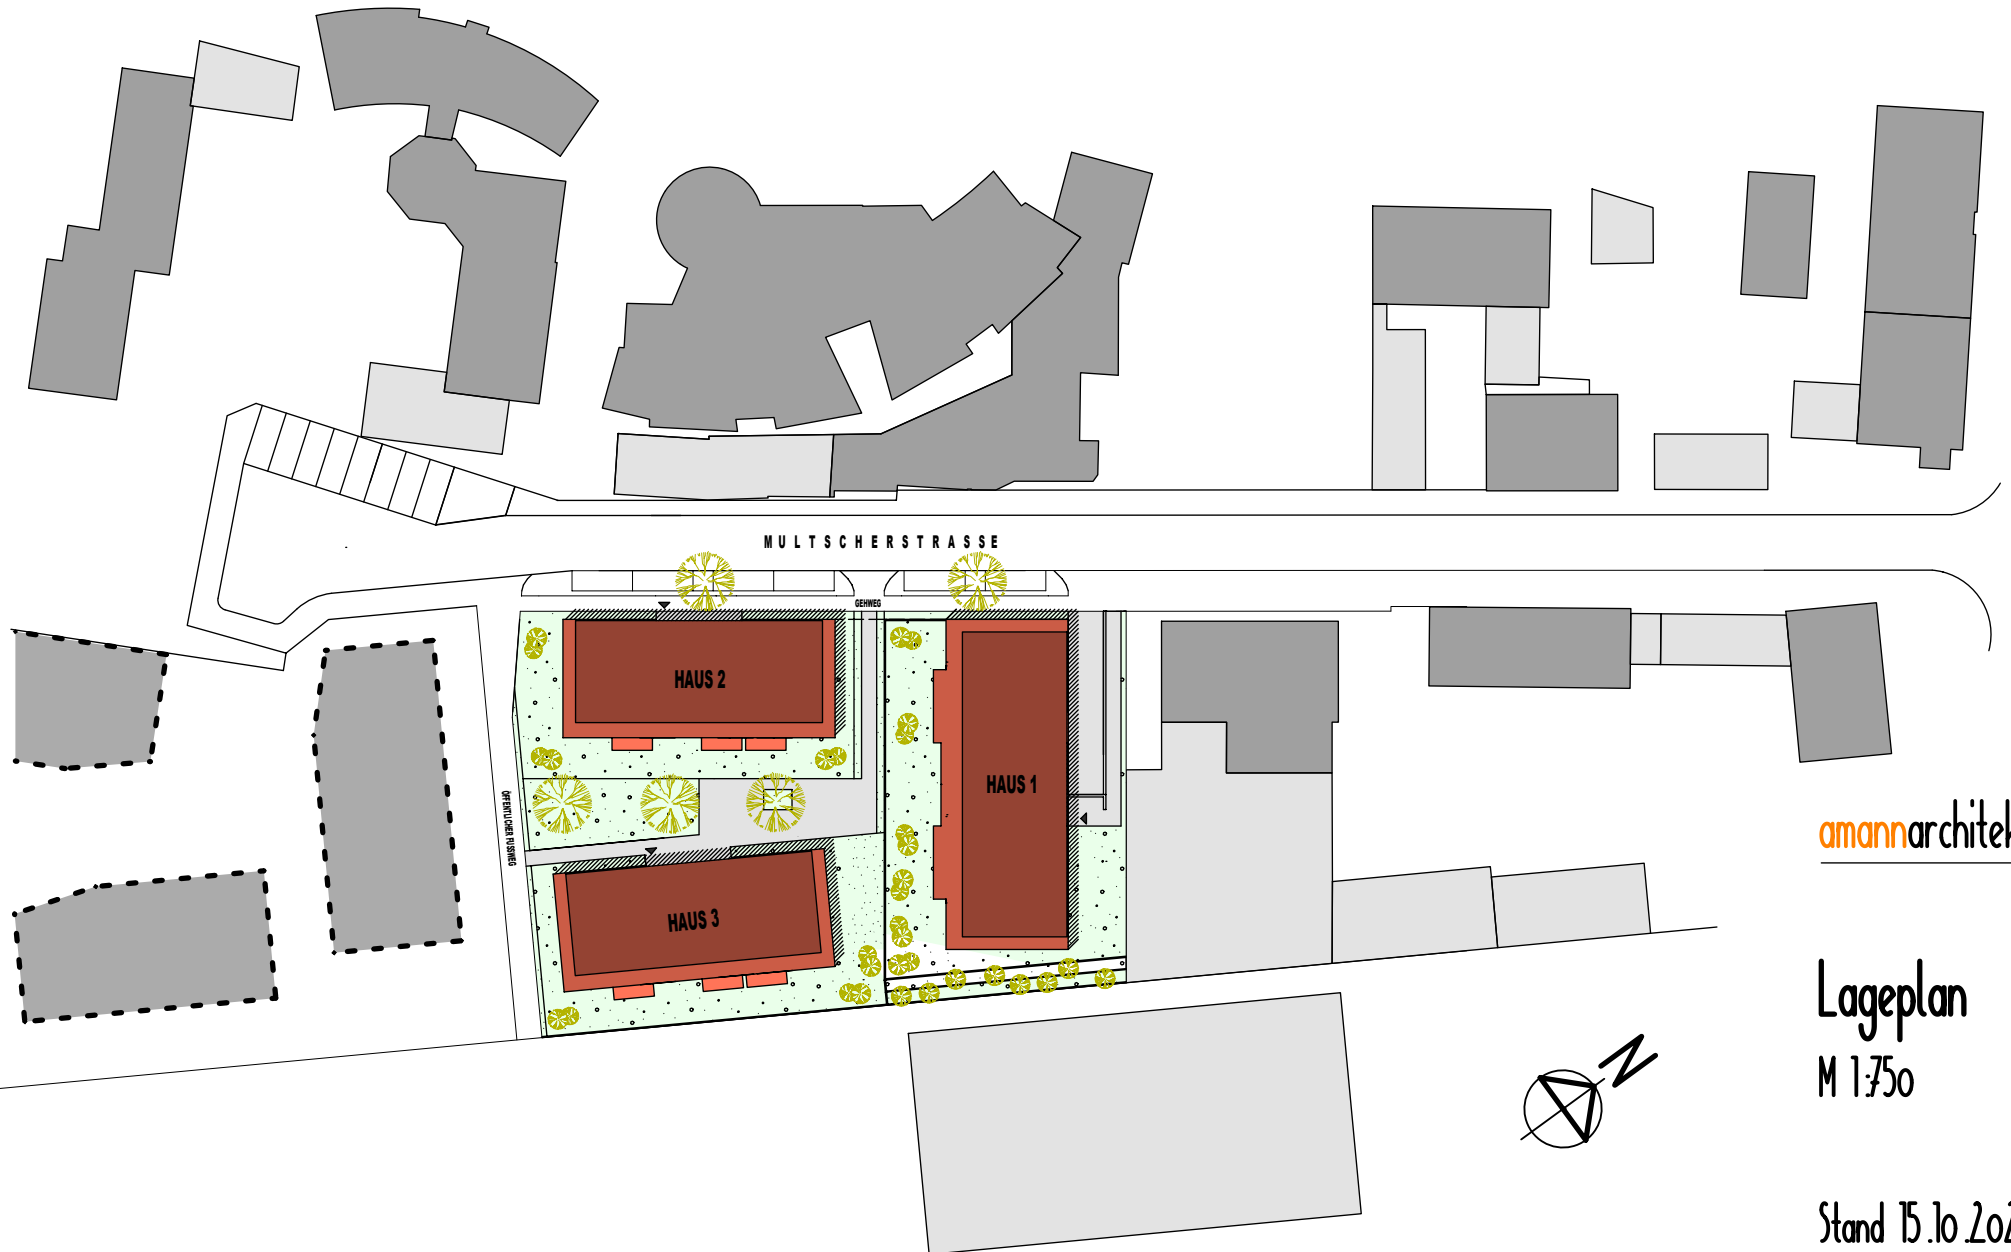 MULTSCHERSTRASSE
GEHWEG
HAUS 2
HAUS 1
ÖFFENTLICHER FUSSWEG
HAUS 3
amannarchitek
Lageplan
M 1:750
N
Stand 15.10.202